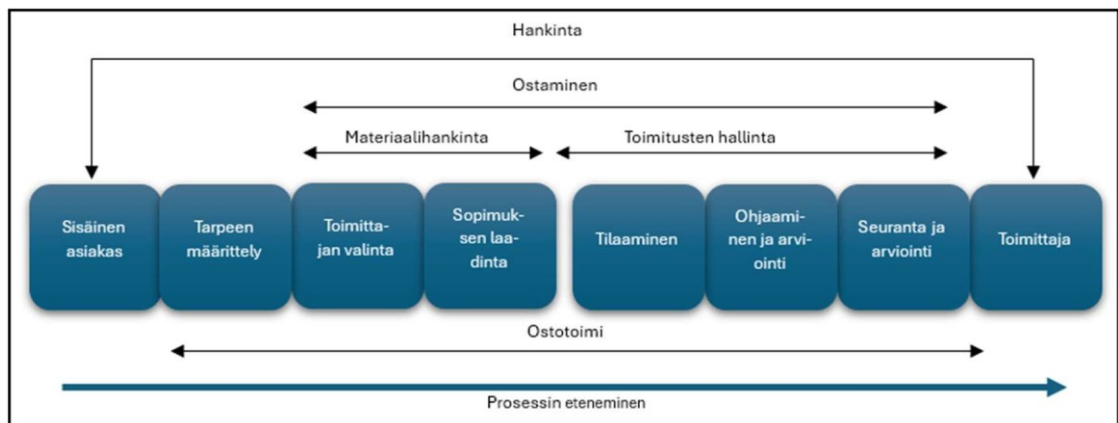 Hankinta
Ostaminen
Materiaalihankinta
Toimitusten hallinta
Sisäinen
asiakas
Tarpeen
määrittely
Toimitta-
jan valinta
Sopimuk-
sen laa-
dinta
Tilaaminen
Ohjaami-
nen ja arvi-
ointi
Seuranta ja
arviointi
Toimittaja
Ostotoimi
Prosessin eteneminen